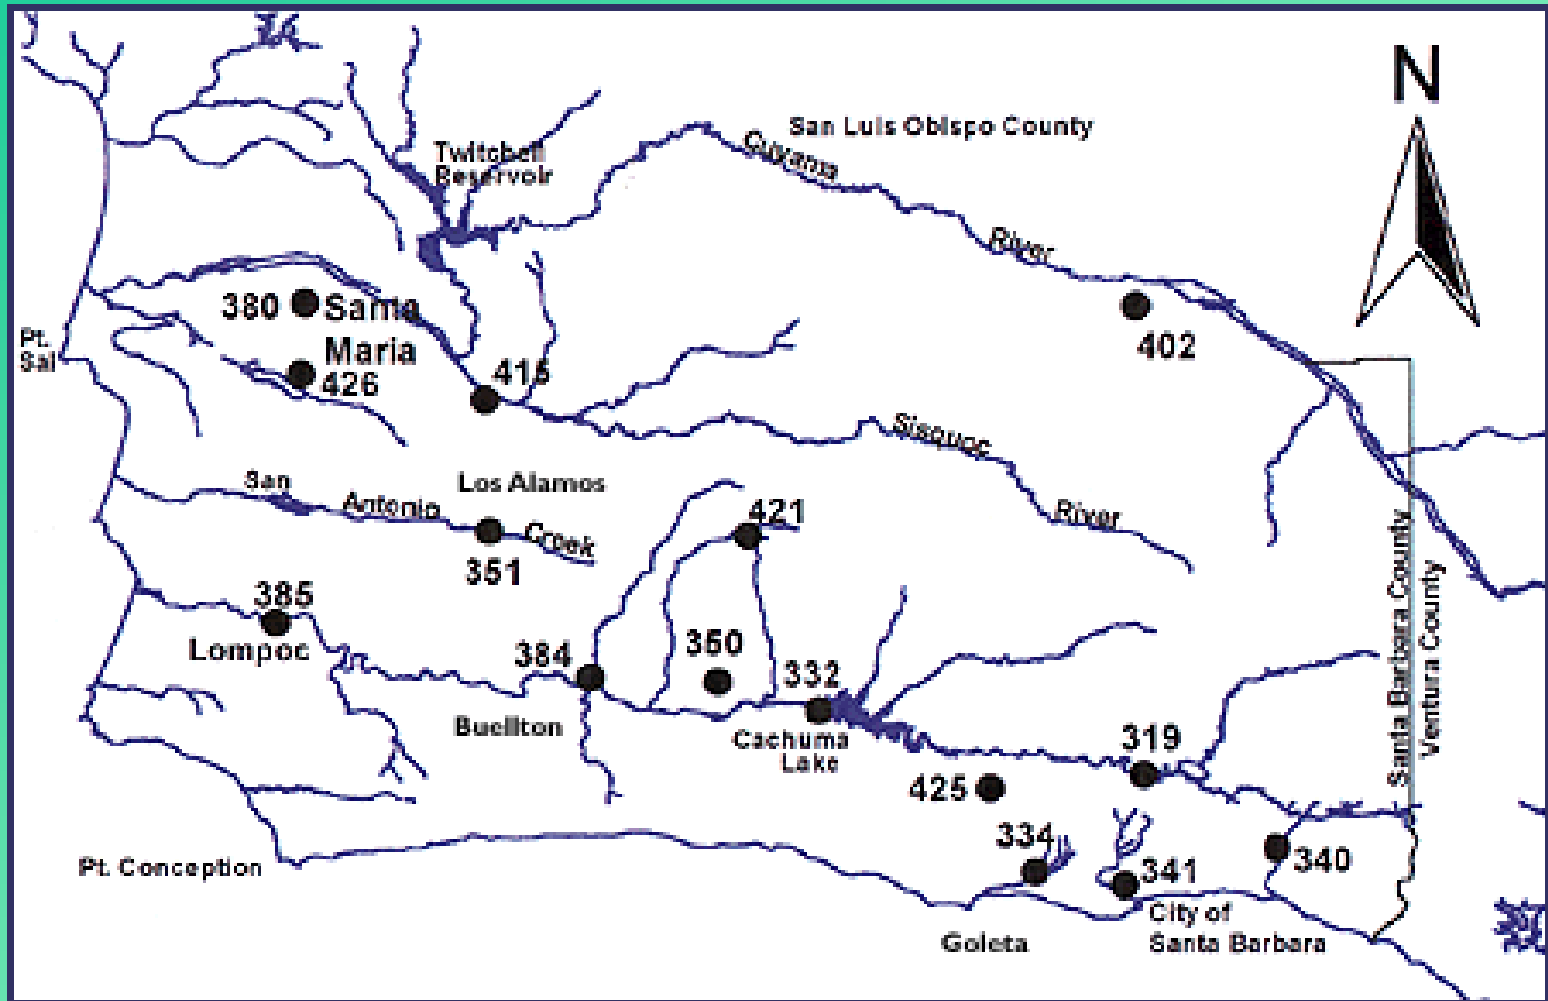 N
San Luis Obispo County
Twitchell
Reservoir
Cuyama
River
380
Santa
Maria
Pt.
Sal
426
415
402
Sisquoc
River
San
Antonio
Creek
Los Alamos
351
421
385
Lompoc
384
350
332
Buellton
Cachuma
Lake
319
425
Santa Barbara County
Ventura County
334
341
340
Pt. Conception
City of
Santa Barbara
Goleta